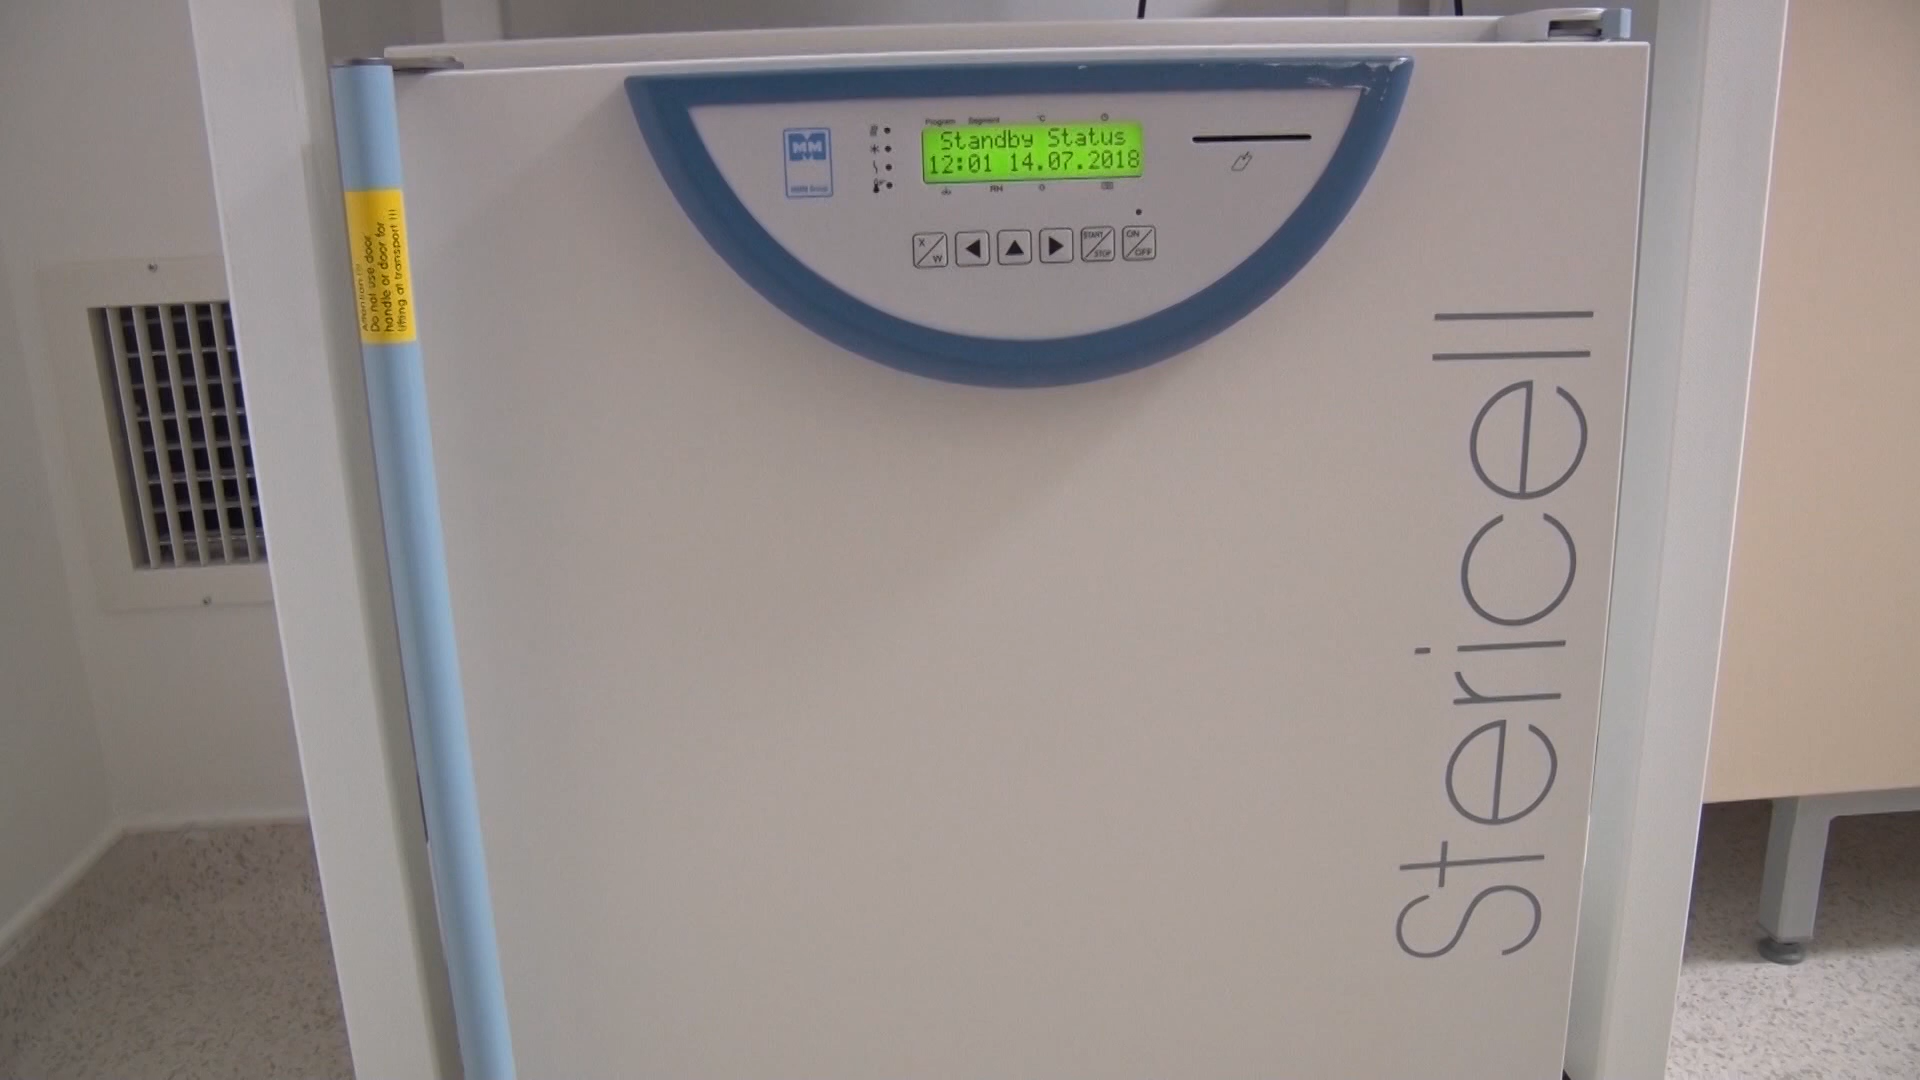 Program Segment °C
Standby Status
12:01 14.07.2018
RH
MM
X/W
START/STOP
ON/OFF
Attention !!!
Do not use door
handle or door for
lifting at transport !!!
Stericell